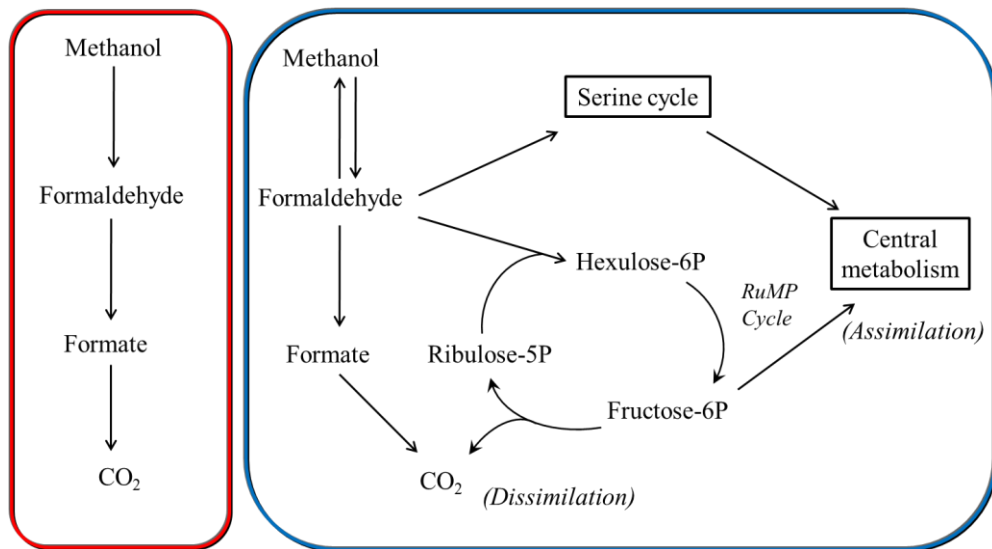 Methanol
Formaldehyde
Formate
CO₂
Methanol
Serine cycle
Formaldehyde
Central
metabolism
Hexulose-6P
RuMP
Cycle
(Assimilation)
Formate
Ribulose-5P
Fructose-6P
CO₂
(Dissimilation)